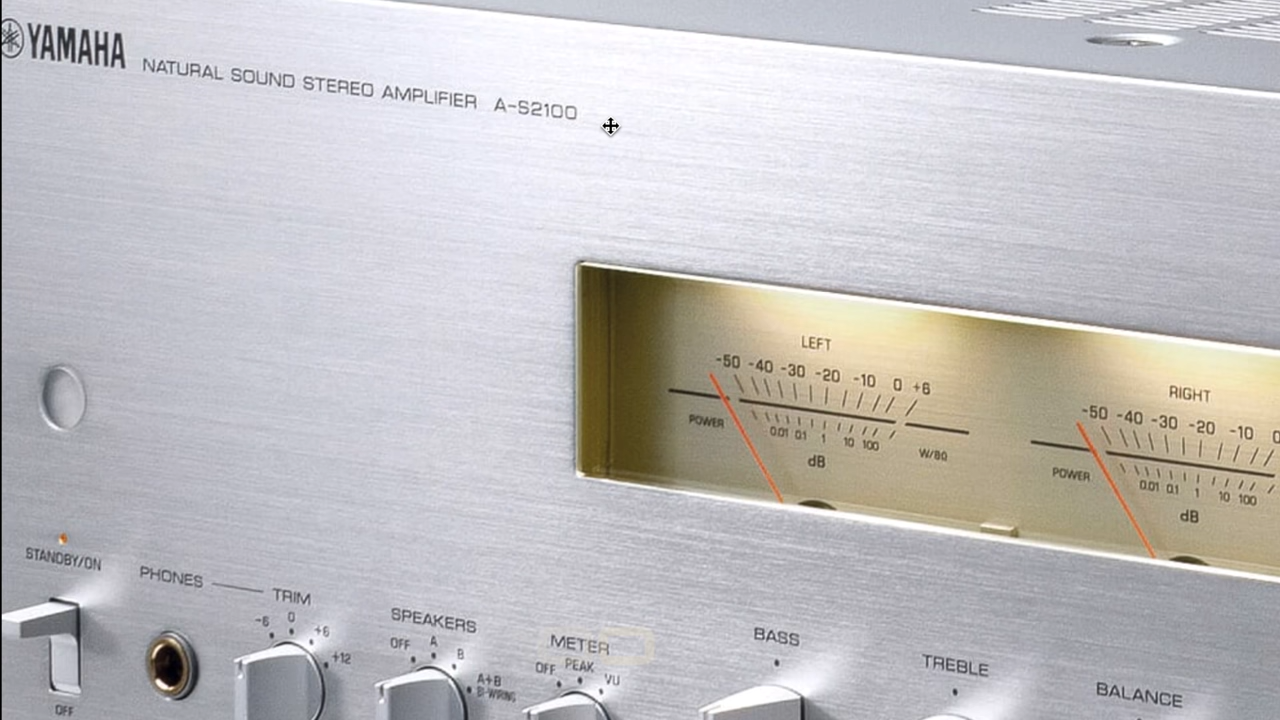 YAMAHA
NATURAL SOUND STEREO AMPLIFIER A-S2100
LEFT
-50 -40 -30 -20 -10 0 +6
POWER
0.01 0.1 1 10 100
W/8Ω
dB
RIGHT
-50 -40 -30 -20 -10 0
POWER
0.01 0.1 1 10 100
dB
STANDBY/ON
OFF
PHONES
TRIM
-6 0 +6 +12
SPEAKERS
OFF A B A+B
BI-WIRING
METER
OFF PEAK VU
BASS
TREBLE
BALANCE